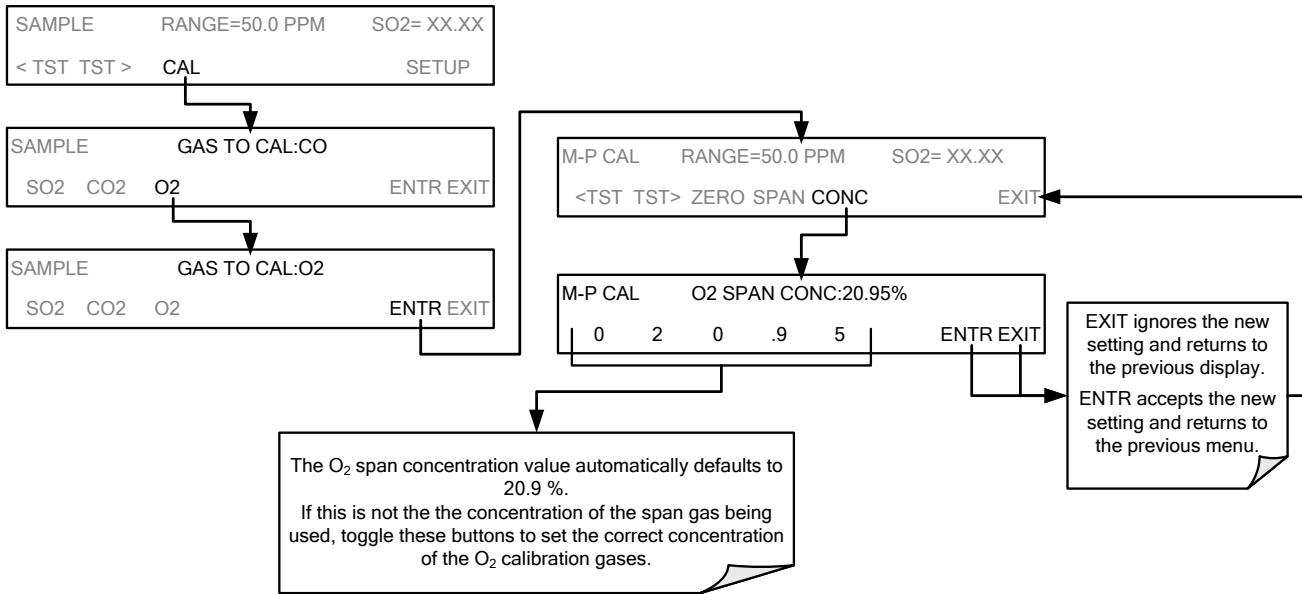 SAMPLE RANGE=50.0 PPM SO2= XX.XX
< TST TST > CAL SETUP
SAMPLE GAS TO CAL:CO
SO2 CO2 O2 ENTR EXIT
SAMPLE GAS TO CAL:O2
SO2 CO2 O2 ENTR EXIT
M-P CAL RANGE=50.0 PPM SO2= XX.XX
<TST TST> ZERO SPAN CONC EXIT
M-P CAL O2 SPAN CONC:20.95%
0 2 0 .9 5 ENTR EXIT
EXIT ignores the new
setting and returns to
the previous display.
ENTR accepts the new
setting and returns to
the previous menu.
The O₂ span concentration value automatically defaults to
20.9 %.
If this is not the the concentration of the span gas being
used, toggle these buttons to set the correct concentration
of the O₂ calibration gases.